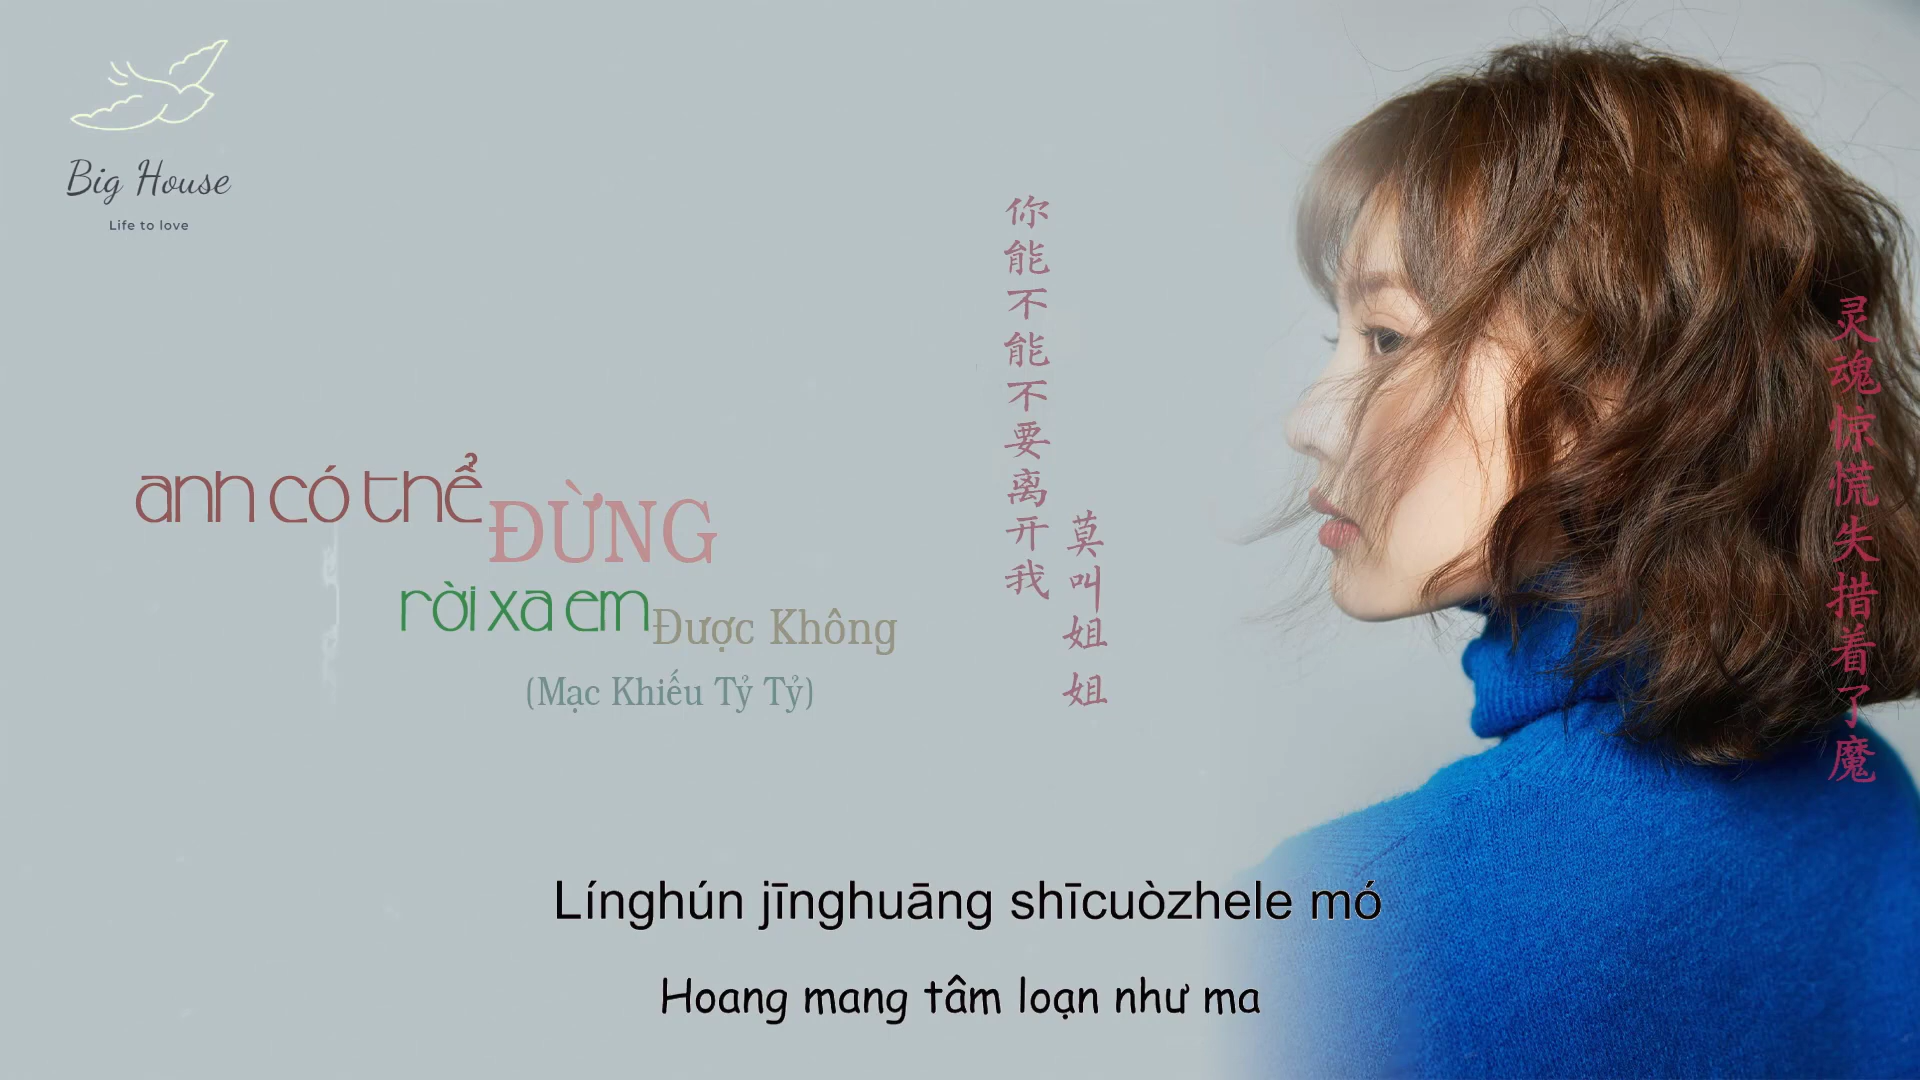 Big House
Life to love
anh có thể
ĐỪNG
rời xa em
Được Không
(Mạc Khiếu Tỷ Tỷ)
你能不能不要离开我
莫叫姐姐
灵魂惊慌失措着了魔
Línghún jīnghuāng shīcuòzhele mó
Hoang mang tâm loạn như ma